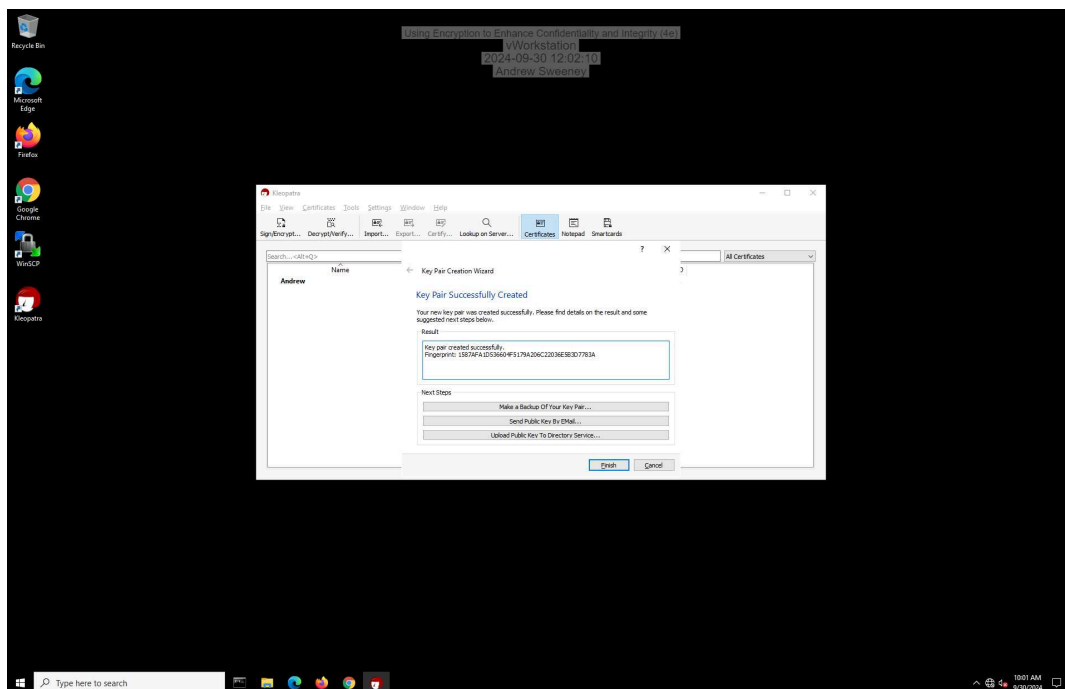 Using Encryption to Enhance Confidentiality and Integrity (4e)
vWorkstation
2024-09-30 12:02:10
Andrew Sweeney
Recycle Bin
Microsoft
Edge
Firefox
Google
Chrome
WinSCP
Kleopatra
Kleopatra
File View Certificates Tools Settings Window Help
Sign/Encrypt... Decrypt/Verify... Import... Export... Certify... Lookup on Server... Certificates Notepad Smartcards
Search...<Alt+Q>
All Certificates
Name
Andrew
Key Pair Creation Wizard
Key Pair Successfully Created
Your new key pair was created successfully. Please find details on the result and some
suggested next steps below.
Result
Key pair created successfully.
Fingerprint: 1587AFA1D536604F5179A206C22036E5B3D7783A
Next Steps
Make a Backup Of Your Key Pair...
Send Public Key By EMail...
Upload Public Key To Directory Service...
Finish Cancel
Type here to search
10:01 AM
9/30/2024